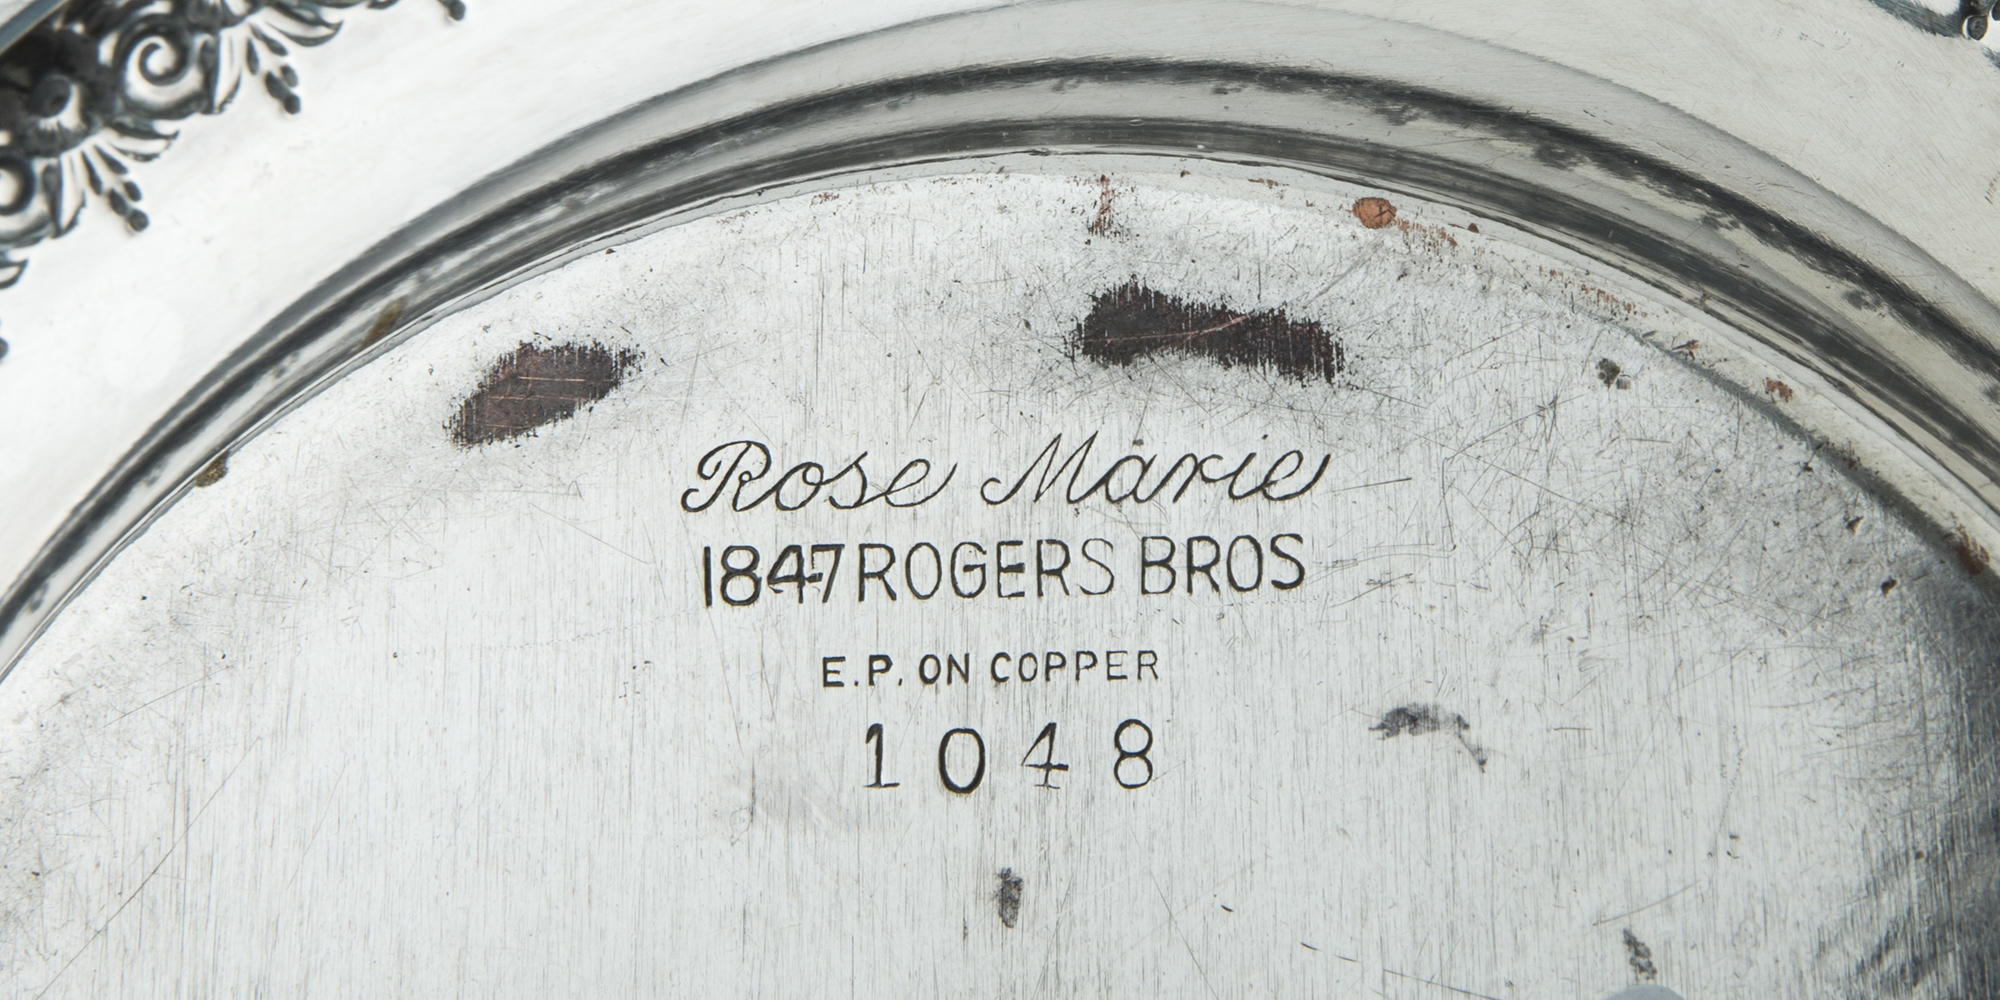 Rose Marie
1847 ROGERS BROS
E.P. ON COPPER
1048